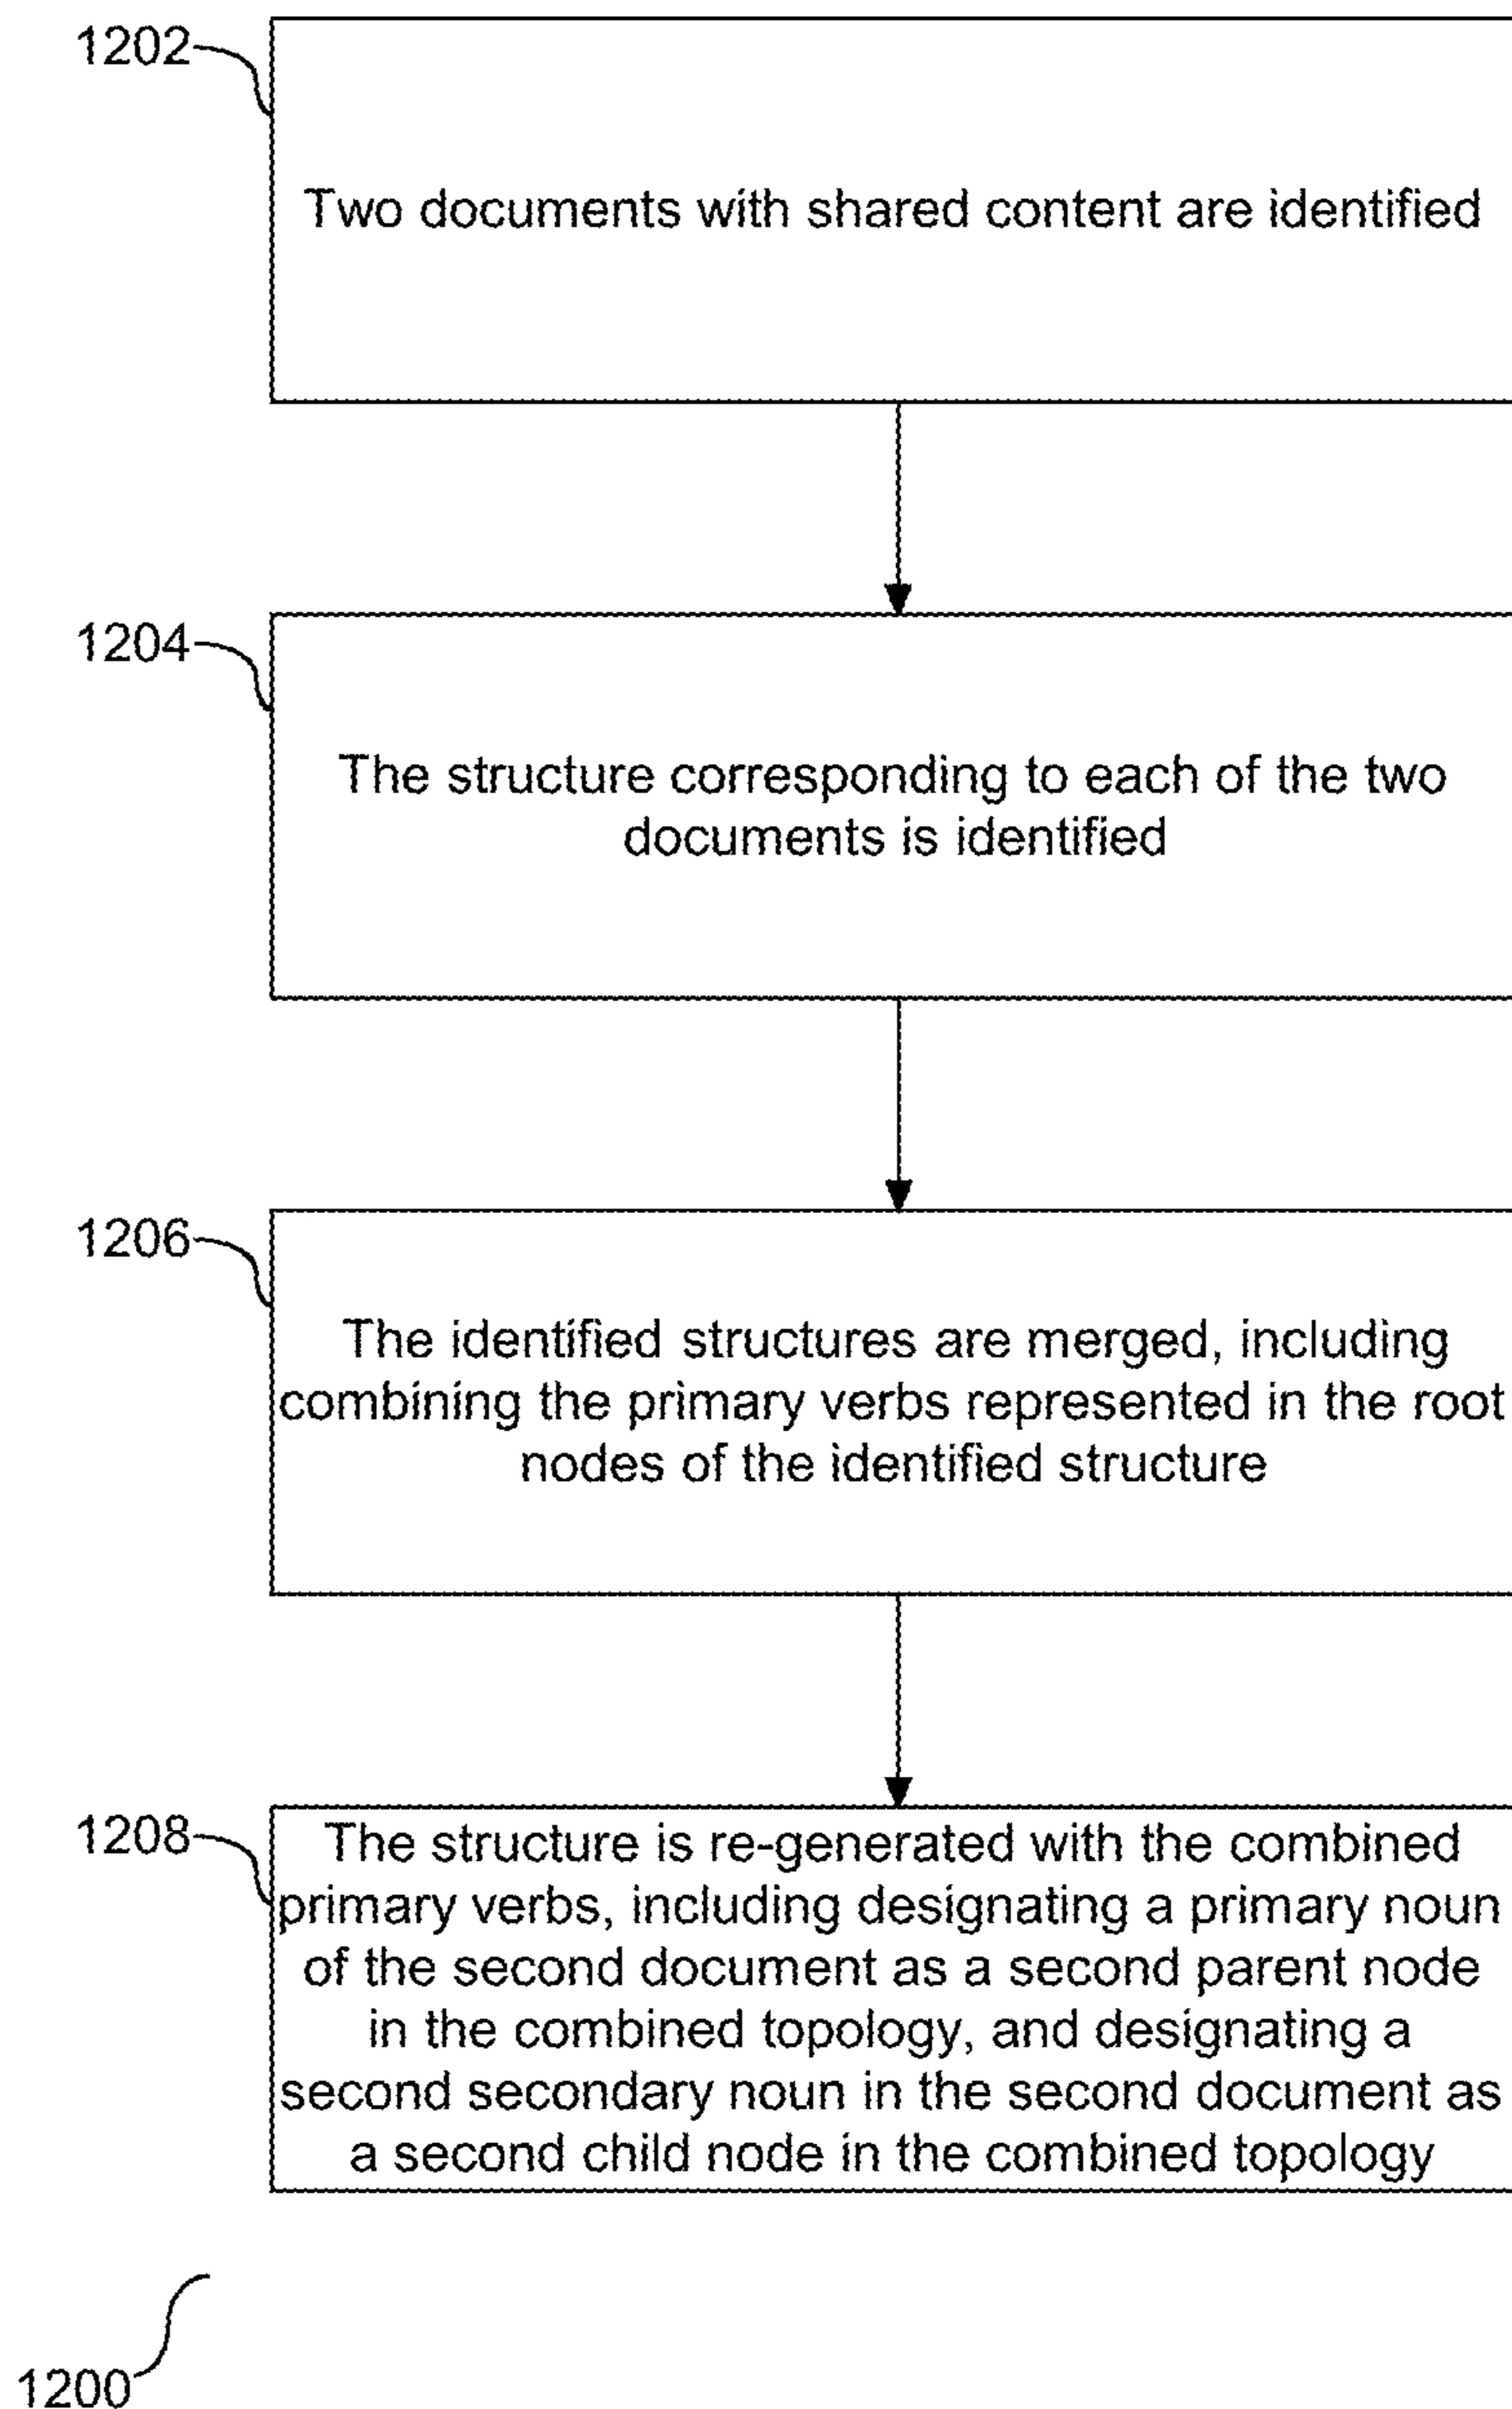 1202
Two documents with shared content are identified
1204
The structure corresponding to each of the two
documents is identified
1206
The identified structures are merged, including
combining the primary verbs represented in the root
nodes of the identified structure
1208
The structure is re-generated with the combined
primary verbs, including designating a primary noun
of the second document as a second parent node
in the combined topology, and designating a
second secondary noun in the second document as
a second child node in the combined topology
1200